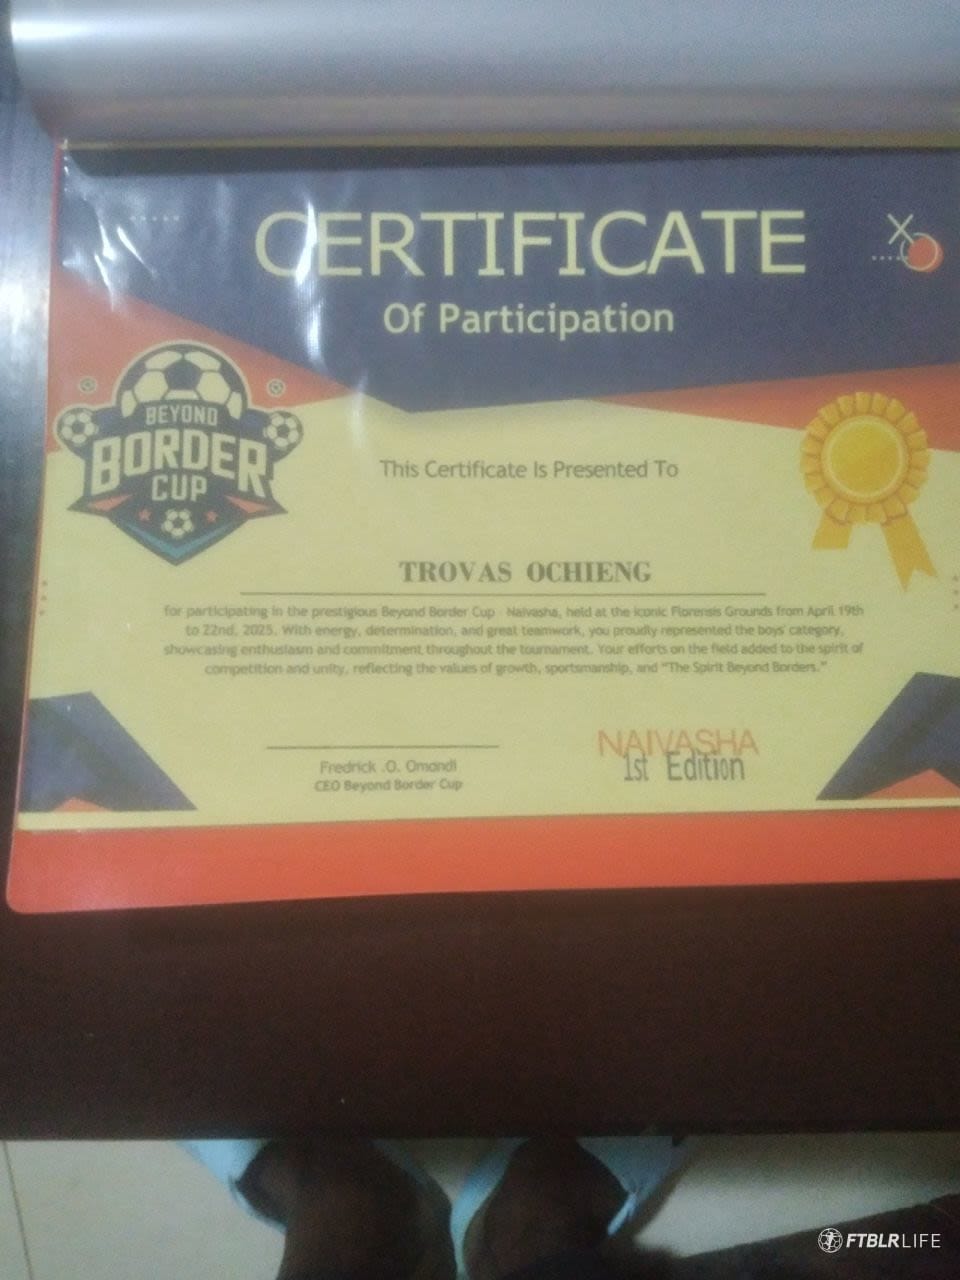 CERTIFICATE
Of Participation
BEYOND
BORDER
CUP
This Certificate Is Presented To
TROVAS OCHIENG
for participating in the prestigious Beyond Border Cup - Naivasha, held at the iconic Florensis Grounds from April 19th
to 22nd, 2025. With energy, determination, and great teamwork, you proudly represented the boys' category,
showcasing enthusiasm and commitment throughout the tournament. Your efforts on the field added to the spirit of
competition and unity, reflecting the values of growth, sportsmanship, and "The Spirit Beyond Borders."
Fredrick .O. Omandi
CEO Beyond Border Cup
NAIVASHA
1st Edition
FTBLRLIFE